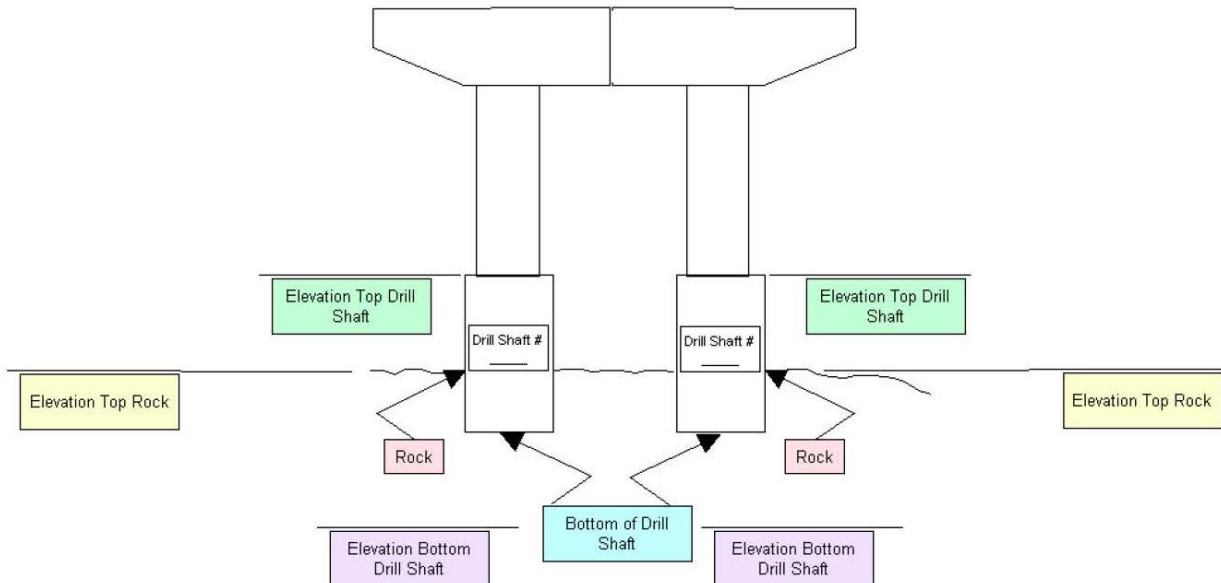 Elevation Top Drill
Shaft
Elevation Top Drill
Shaft
Drill Shaft #
Drill Shaft #
Elevation Top Rock
Elevation Top Rock
Rock
Rock
Bottom of Drill
Shaft
Elevation Bottom
Drill Shaft
Elevation Bottom
Drill Shaft